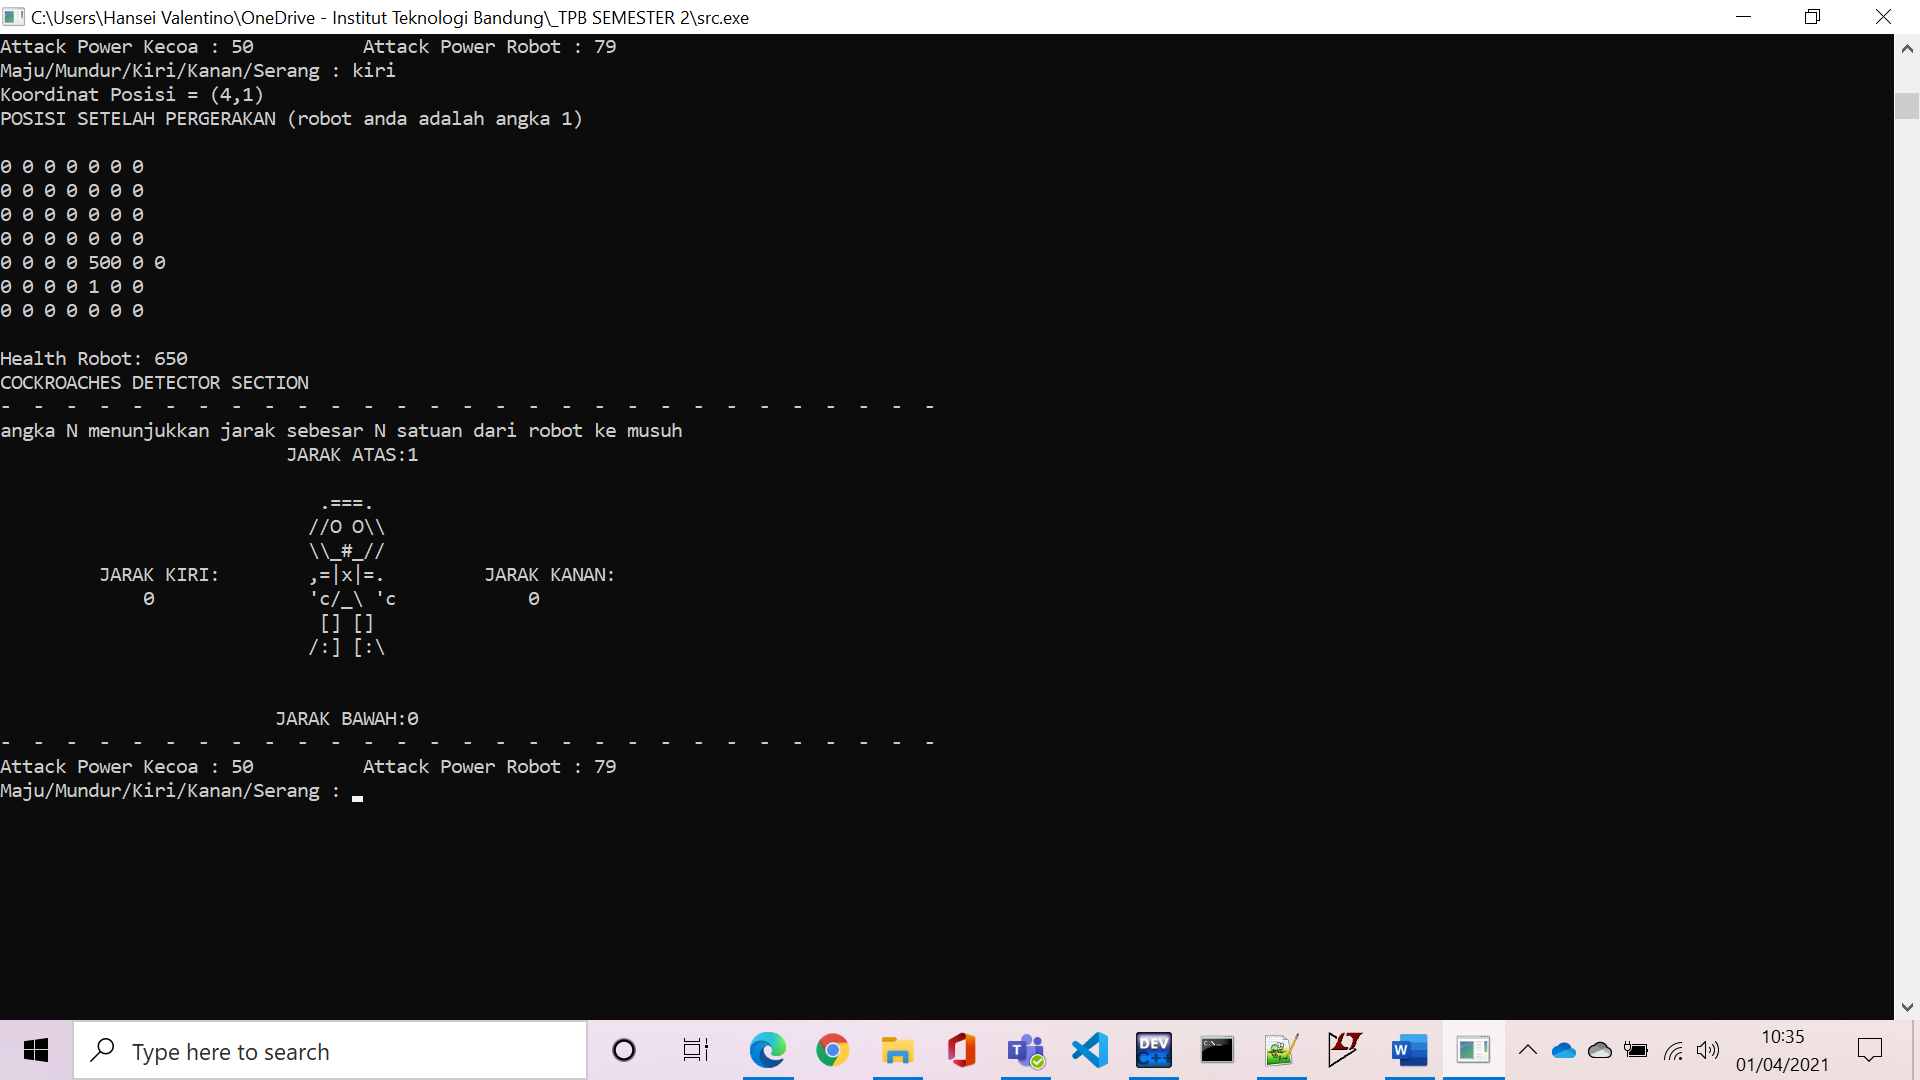 C:\Users\Hansei Valentino\OneDrive - Institut Teknologi Bandung\_TPB SEMESTER 2\src.exe
Attack Power Kecoa : 50          Attack Power Robot : 79
Maju/Mundur/Kiri/Kanan/Serang : kiri
Koordinat Posisi = (4,1)
POSISI SETELAH PERGERAKAN (robot anda adalah angka 1)
0 0 0 0 0 0 0
0 0 0 0 0 0 0
0 0 0 0 0 0 0
0 0 0 0 0 0 0
0 0 0 0 500 0 0
0 0 0 0 1 0 0
0 0 0 0 0 0 0
Health Robot: 650
COCKROACHES DETECTOR SECTION
-  -  -  -  -  -  -  -  -  -  -  -  -  -  -  -  -  -  -  -  -  -  -  -  -  -  -  -  -
angka N menunjukkan jarak sebesar N satuan dari robot ke musuh
JARAK ATAS:1
.===.
//O O\\
\\_#_//
JARAK KIRI:        ,=|x|=.         JARAK KANAN:
0              'c/_\ 'c            0
[] []
/:] [:\
JARAK BAWAH:0
-  -  -  -  -  -  -  -  -  -  -  -  -  -  -  -  -  -  -  -  -  -  -  -  -  -  -  -  -
Attack Power Kecoa : 50          Attack Power Robot : 79
Maju/Mundur/Kiri/Kanan/Serang :
Type here to search
DEV C++
10:35
01/04/2021